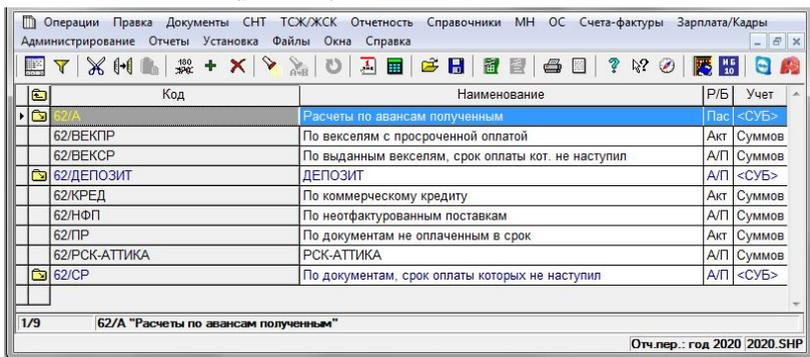 Операции Правка Документы СНТ ТСЖ/ЖСК Отчетность Справочники МН ОС Счета-фактуры Зарплата/Кадры
Администрирование Отчеты Установка Файлы Окна Справка
Код Наименование Р/Б Учет
62/А Расчеты по авансам полученным Пас <СУБ>
62/ВЕКПР По векселям с просроченной оплатой Акт Суммов
62/ВЕКСР По выданным векселям, срок оплаты кот. не наступил А/П Суммов
62/ДЕПОЗИТ ДЕПОЗИТ А/П <СУБ>
62/КРЕД По коммерческому кредиту Акт Суммов
62/НФП По неотфактурованным поставкам А/П Суммов
62/ПР По документам не оплаченным в срок Акт Суммов
62/РСК-АТТИКА РСК-АТТИКА А/П Суммов
62/СР По документам, срок оплаты которых не наступил А/П <СУБ>
1/9 62/А "Расчеты по авансам полученным"
Отч.пер.: год 2020 2020.SHP